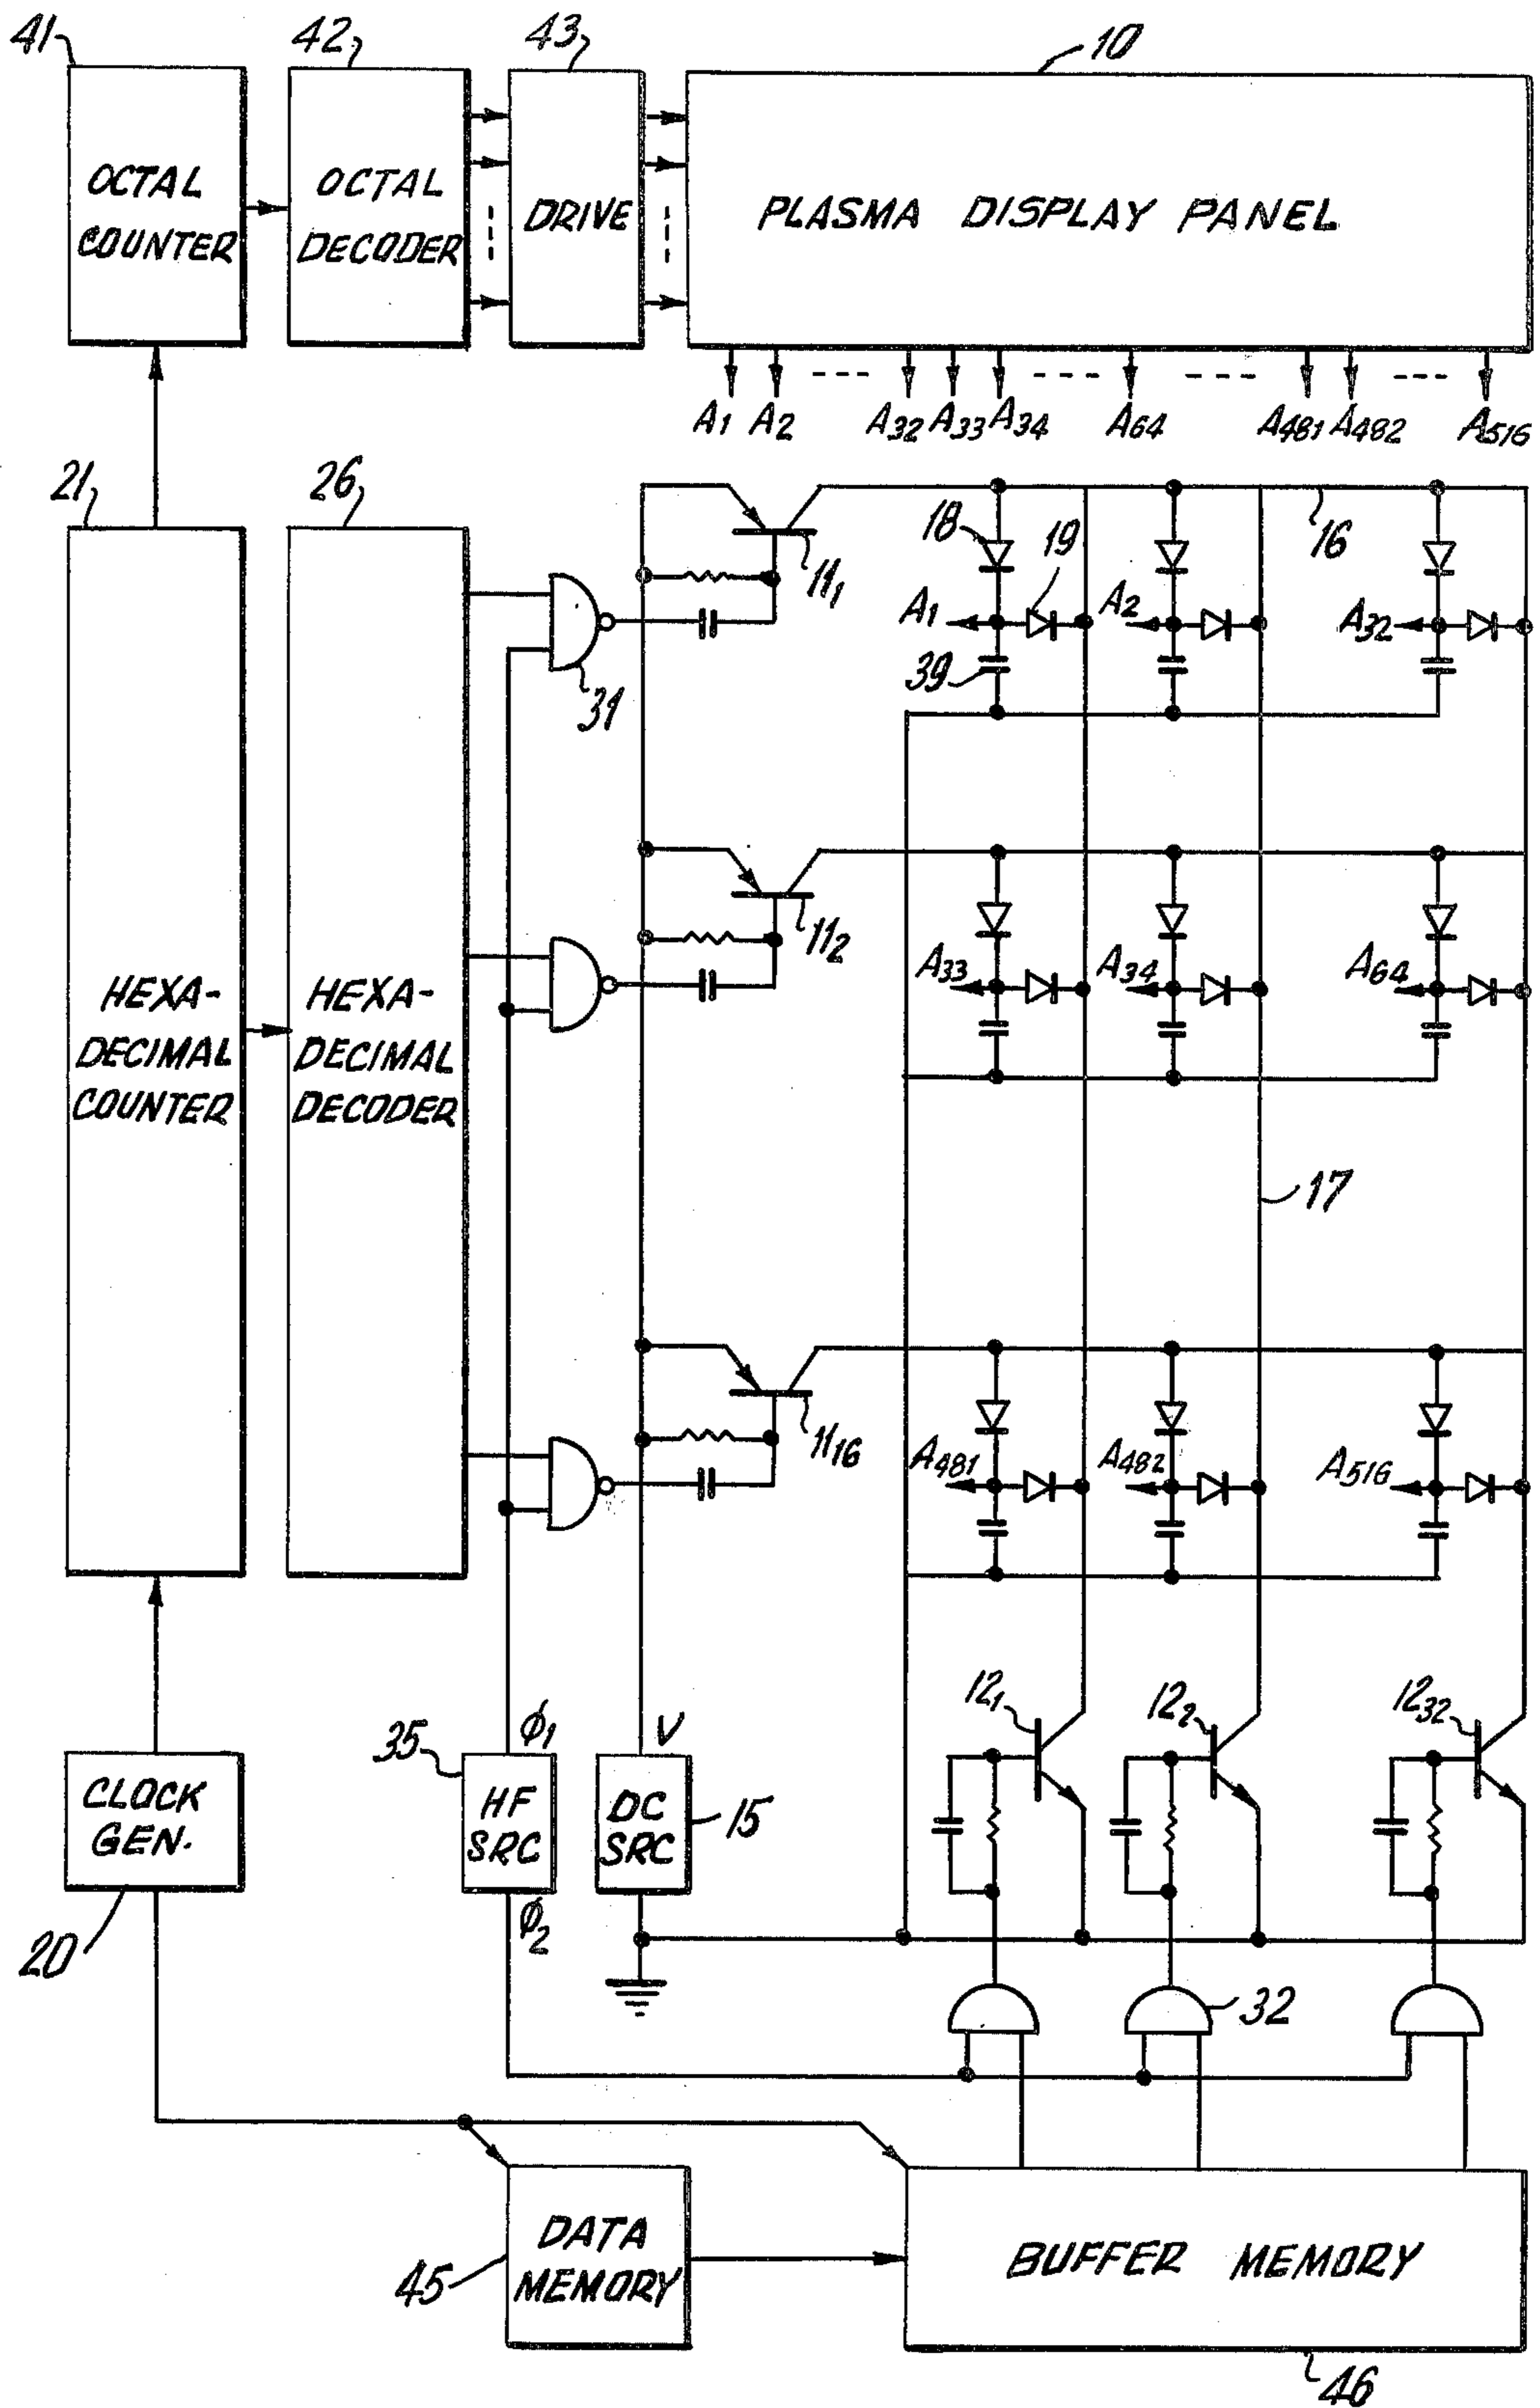 41
42
43
10
OCTAL
COUNTER
OCTAL
DECODER
DRIVE
PLASMA DISPLAY PANEL
A1 A2 A32 A33 A34 A64 A481 A482 A516
21
26
18
19
16
111
A1
A2
A32
31
39
112
A33
A34
A64
HEXA-
DECIMAL
COUNTER
HEXA-
DECIMAL
DECODER
17
1116
A481
A482
A516
121
122
1232
35
ϕ1
V
CLOCK
GEN.
HF
SRC
DC
SRC
15
20
ϕ2
32
DATA
MEMORY
45
BUFFER MEMORY
46